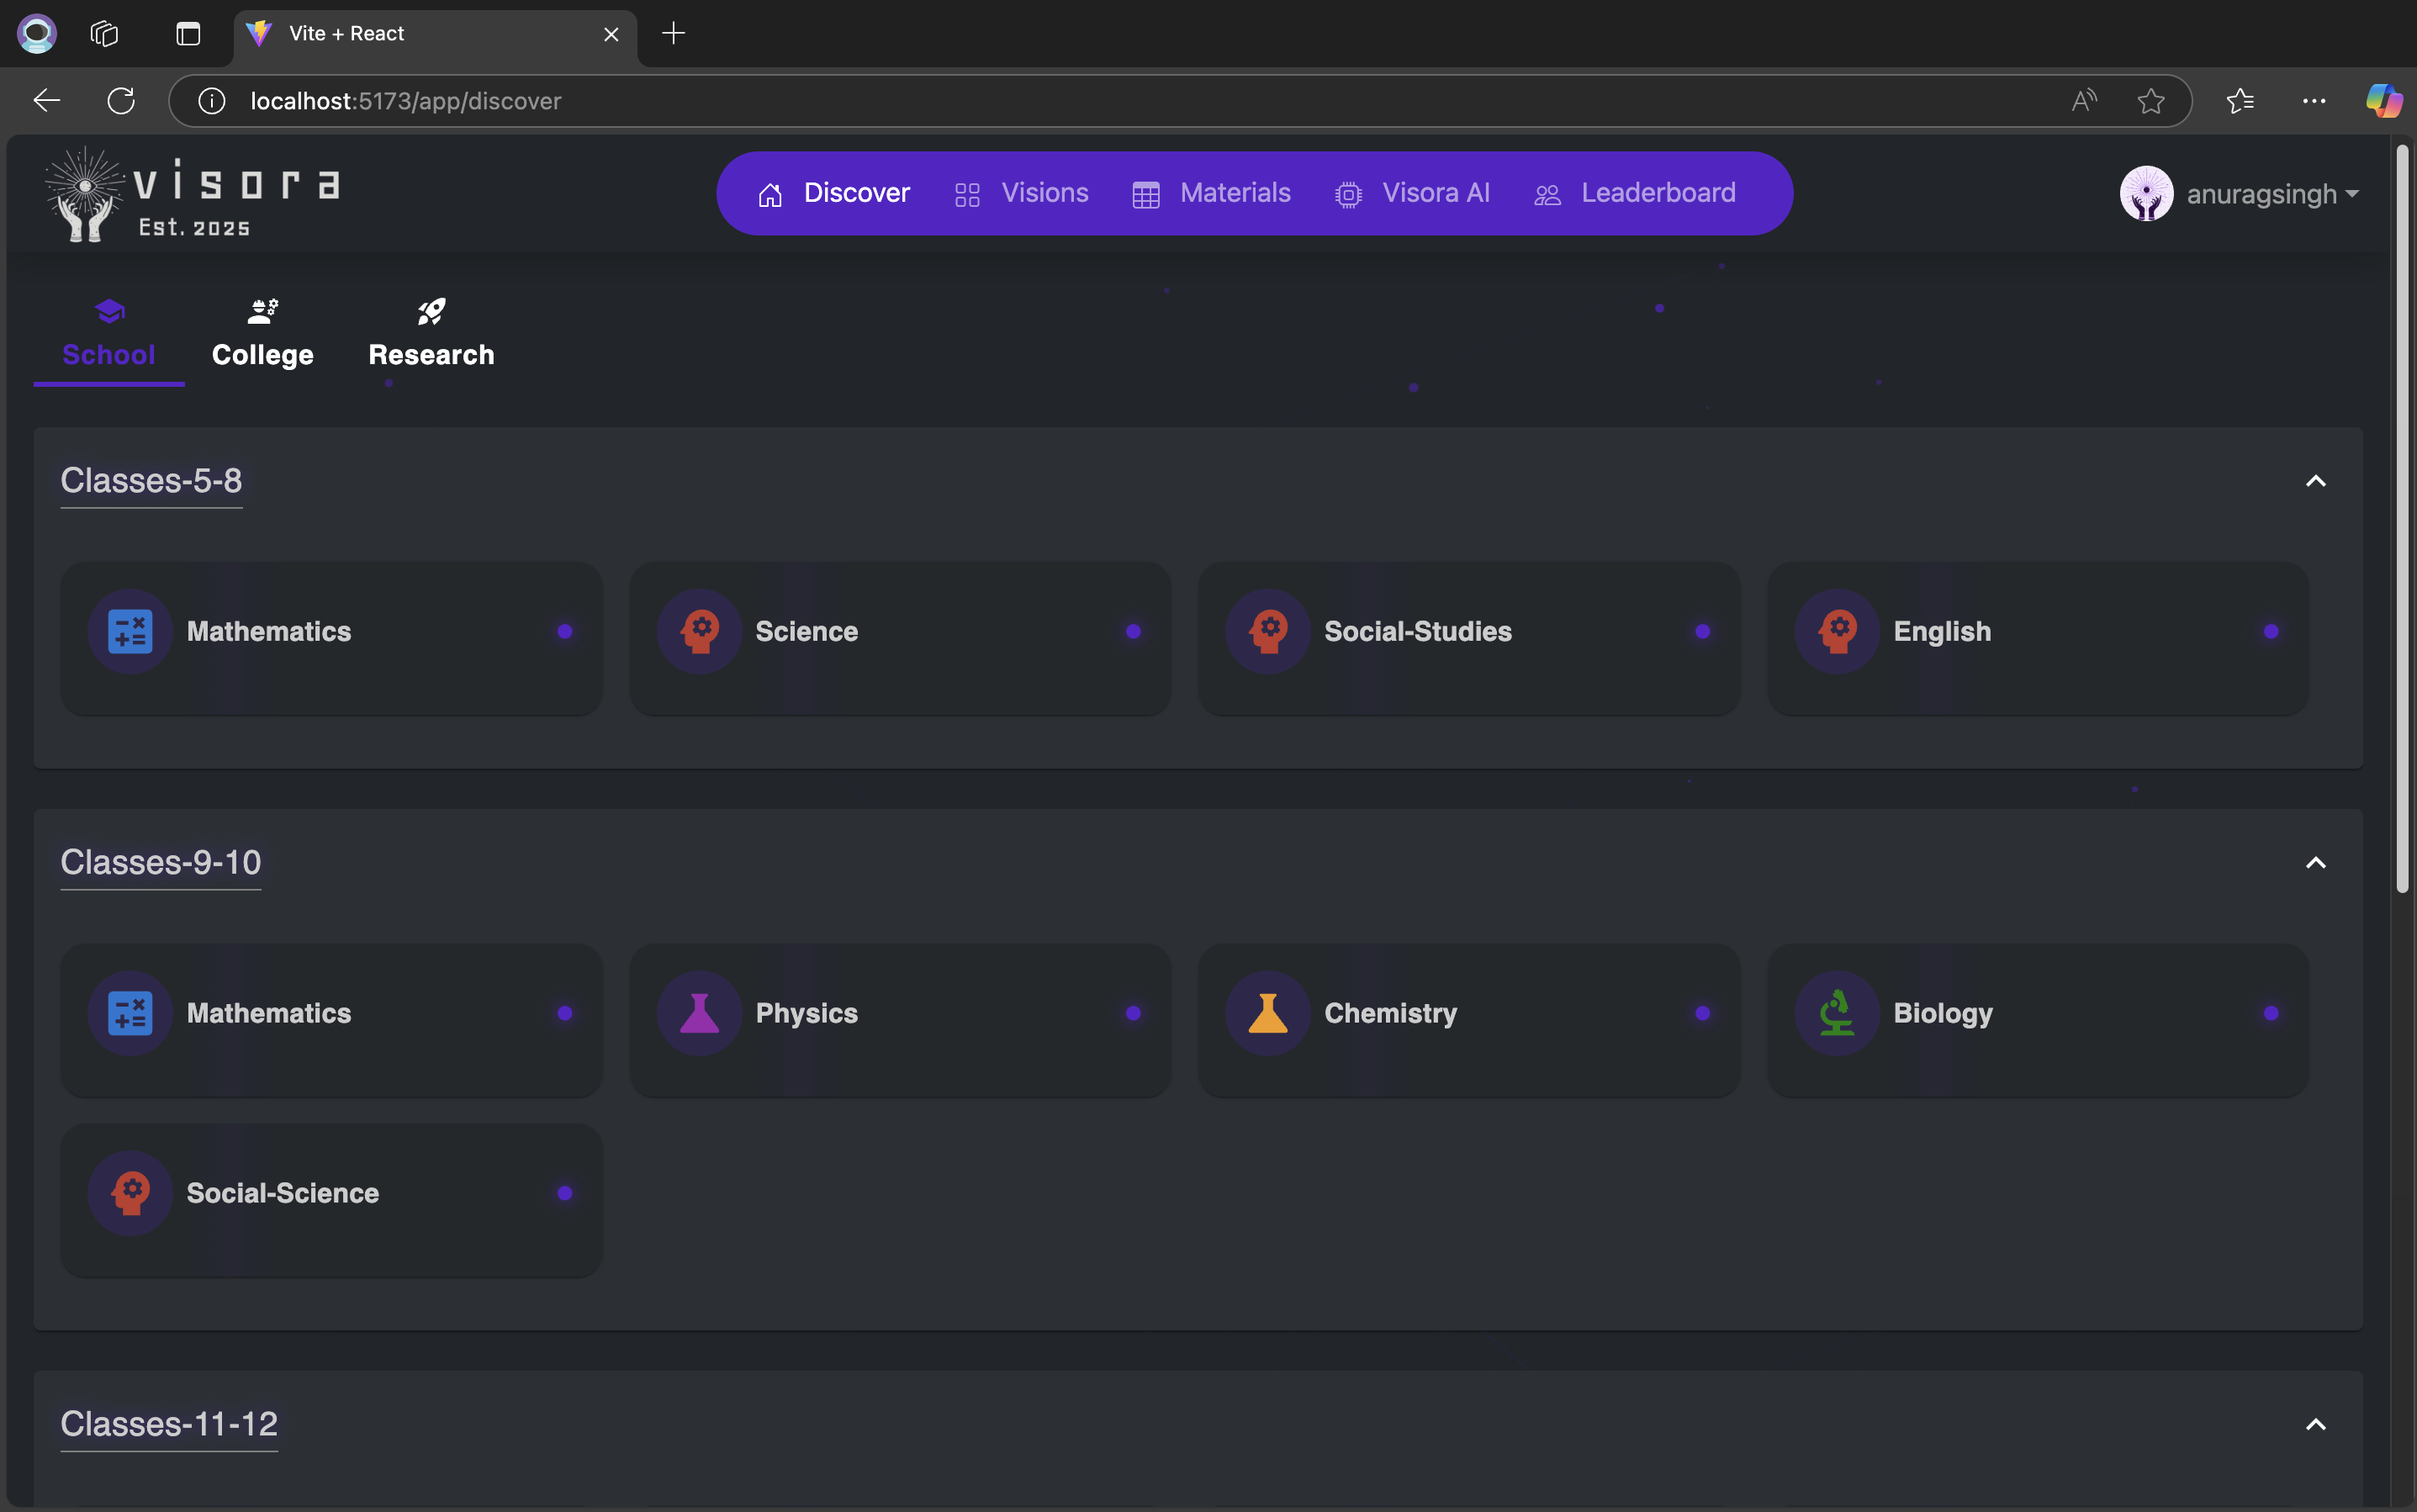 Vite + React
localhost:5173/app/discover
visora
Est. 2025
Discover
Visions
Materials
Visora AI
Leaderboard
anuragsingh
School
College
Research
Classes-5-8
Mathematics
Science
Social-Studies
English
Classes-9-10
Mathematics
Physics
Chemistry
Biology
Social-Science
Classes-11-12